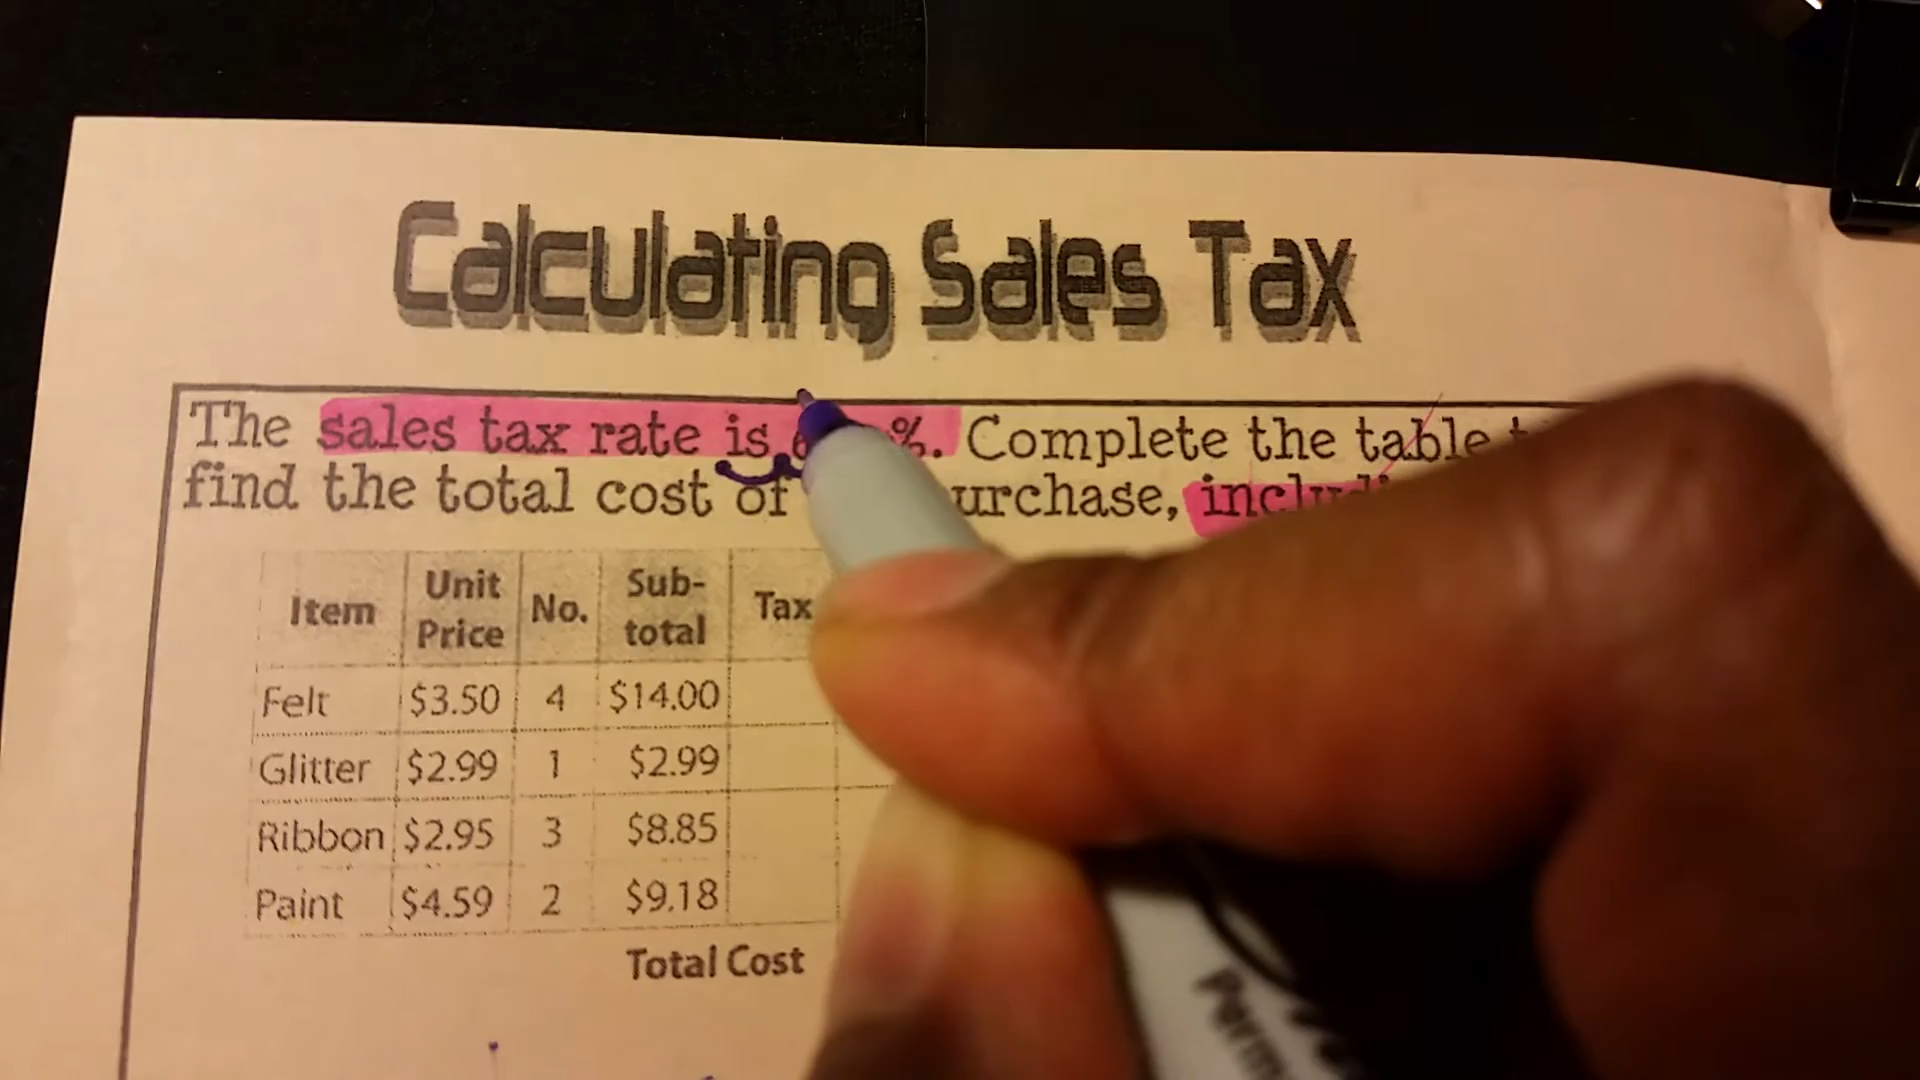 Calculating Sales Tax
The sales tax rate is %. Complete the table
find the total cost of urchase,
Item Unit Price No. Sub-total Tax
Felt $3.50 4 $14.00
Glitter $2.99 1 $2.99
Ribbon $2.95 3 $8.85
Paint $4.59 2 $9.18
Total Cost